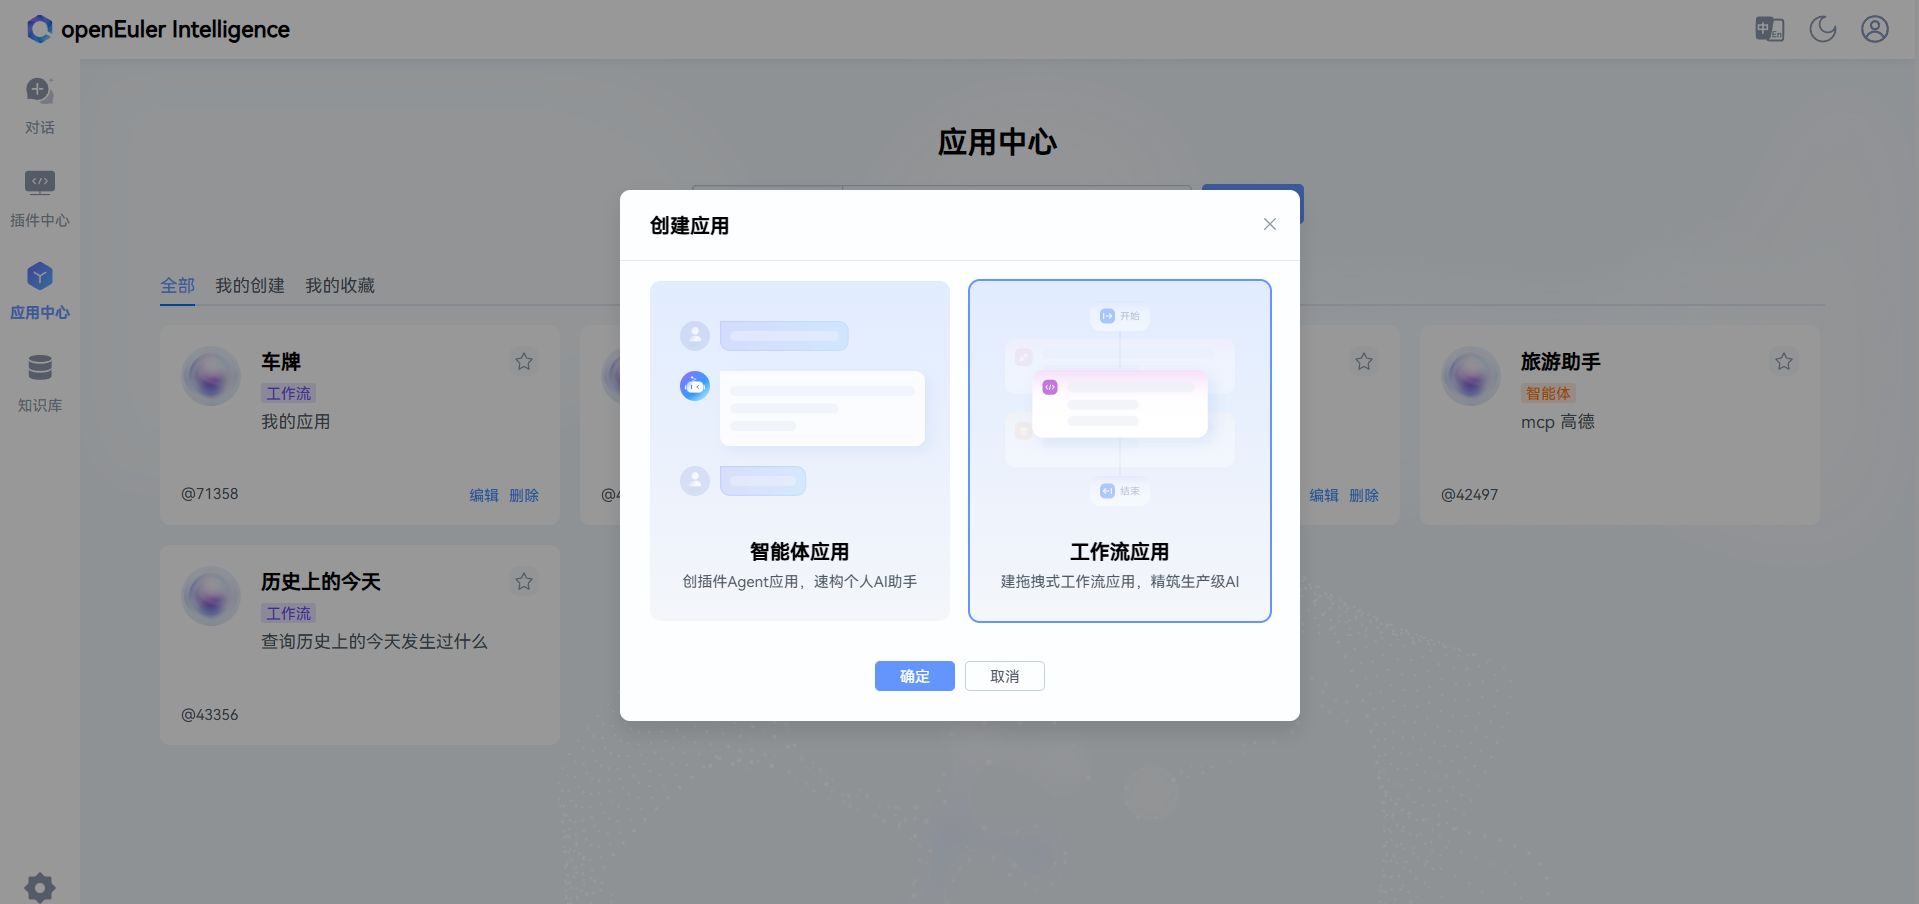 openEuler Intelligence
中
En
对话
插件中心
应用中心
知识库
应用中心
全部 我的创建 我的收藏
车牌
工作流
我的应用
@71358
编辑 删除
编辑 删除
旅游助手
智能体
mcp 高德
@42497
历史上的今天
工作流
查询历史上的今天发生过什么
@43356
创建应用
开始
结束
智能体应用
创插件Agent应用，速构个人AI助手
工作流应用
建拖拽式工作流应用，精筑生产级AI
确定 取消